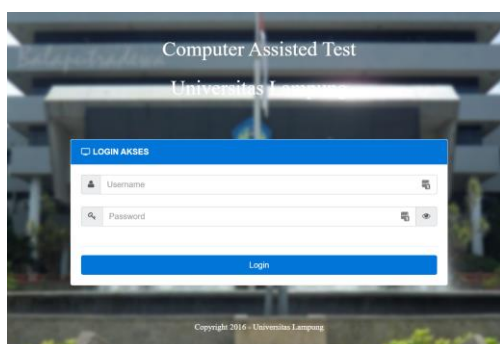 Computer Assisted Test
Universitas Lampung
LOGIN AKSES
Username
Password
Login
Copyright 2016 - Universitas Lampung